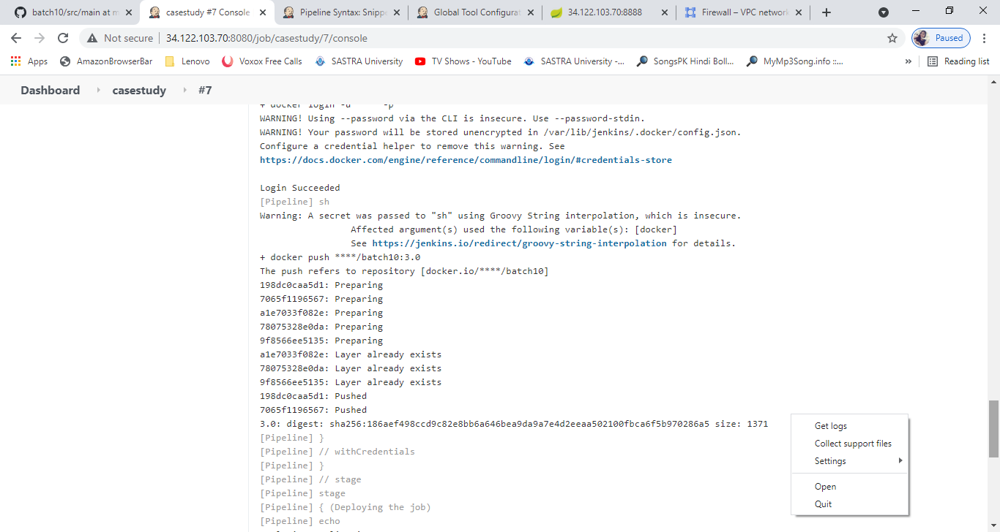 batch10/src/main at m
casestudy #7 Console
Pipeline Syntax: Snippe
Global Tool Configurat
34.122.103.70:8888
Firewall – VPC network
Not secure
34.122.103.70:8080/job/casestudy/7/console
Paused
Apps
AmazonBrowserBar
Lenovo
Voxox Free Calls
SASTRA University
TV Shows - YouTube
SASTRA University -...
SongsPK Hindi Boll...
MyMp3Song.info ::...
»
Reading list
Dashboard
casestudy
#7
+ docker login -u -p
WARNING! Using --password via the CLI is insecure. Use --password-stdin.
WARNING! Your password will be stored unencrypted in /var/lib/jenkins/.docker/config.json.
Configure a credential helper to remove this warning. See
https://docs.docker.com/engine/reference/commandline/login/#credentials-store
Login Succeeded
[Pipeline] sh
Warning: A secret was passed to "sh" using Groovy String interpolation, which is insecure.
Affected argument(s) used the following variable(s): [docker]
See https://jenkins.io/redirect/groovy-string-interpolation for details.
+ docker push ****/batch10:3.0
The push refers to repository [docker.io/****/batch10]
198dc0caa5d1: Preparing
7065f1196567: Preparing
a1e7033f082e: Preparing
78075328e0da: Preparing
9f8566ee5135: Preparing
a1e7033f082e: Layer already exists
78075328e0da: Layer already exists
9f8566ee5135: Layer already exists
198dc0caa5d1: Pushed
7065f1196567: Pushed
3.0: digest: sha256:186aef498ccd9c82e8bb6a646bea9da9a7e4d2eeaa502100fbca6f5b970286a5 size: 1371
[Pipeline] }
[Pipeline] // withCredentials
[Pipeline] }
[Pipeline] // stage
[Pipeline] stage
[Pipeline] { (Deploying the job)
[Pipeline] echo
Get logs
Collect support files
Settings
Open
Quit